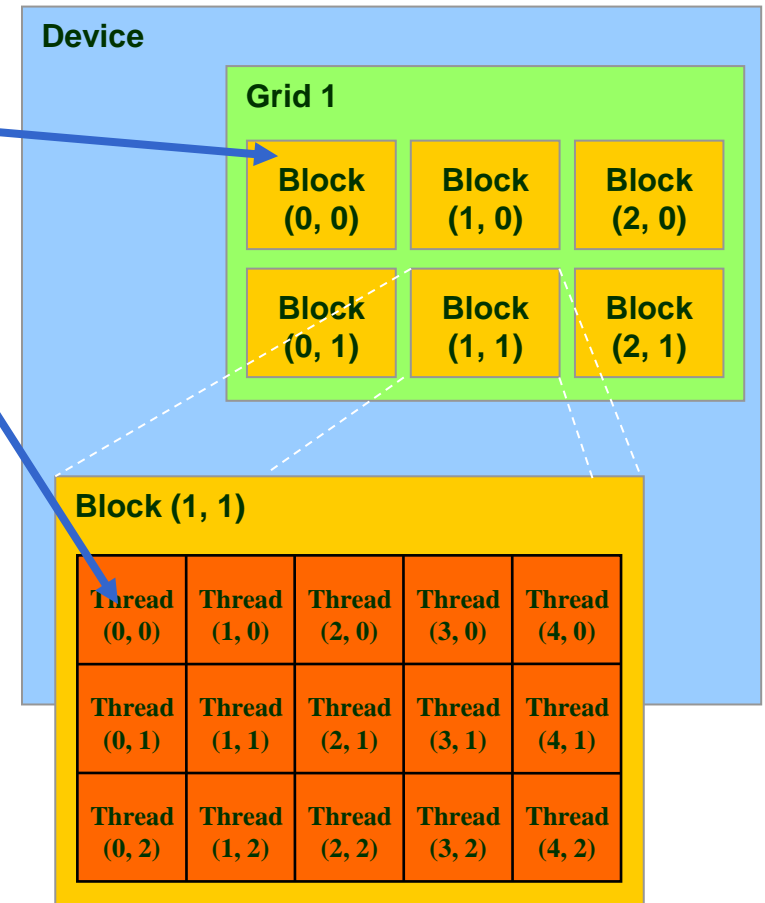 Device
Grid 1
Block Block Block
(0, 0) (1, 0) (2, 0)
Block Block Block
(0, 1) (1, 1) (2, 1)
Block (1, 1)
Thread Thread Thread Thread Thread
(0, 0) (1, 0) (2, 0) (3, 0) (4, 0)
Thread Thread Thread Thread Thread
(0, 1) (1, 1) (2, 1) (3, 1) (4, 1)
Thread Thread Thread Thread Thread
(0, 2) (1, 2) (2, 2) (3, 2) (4, 2)